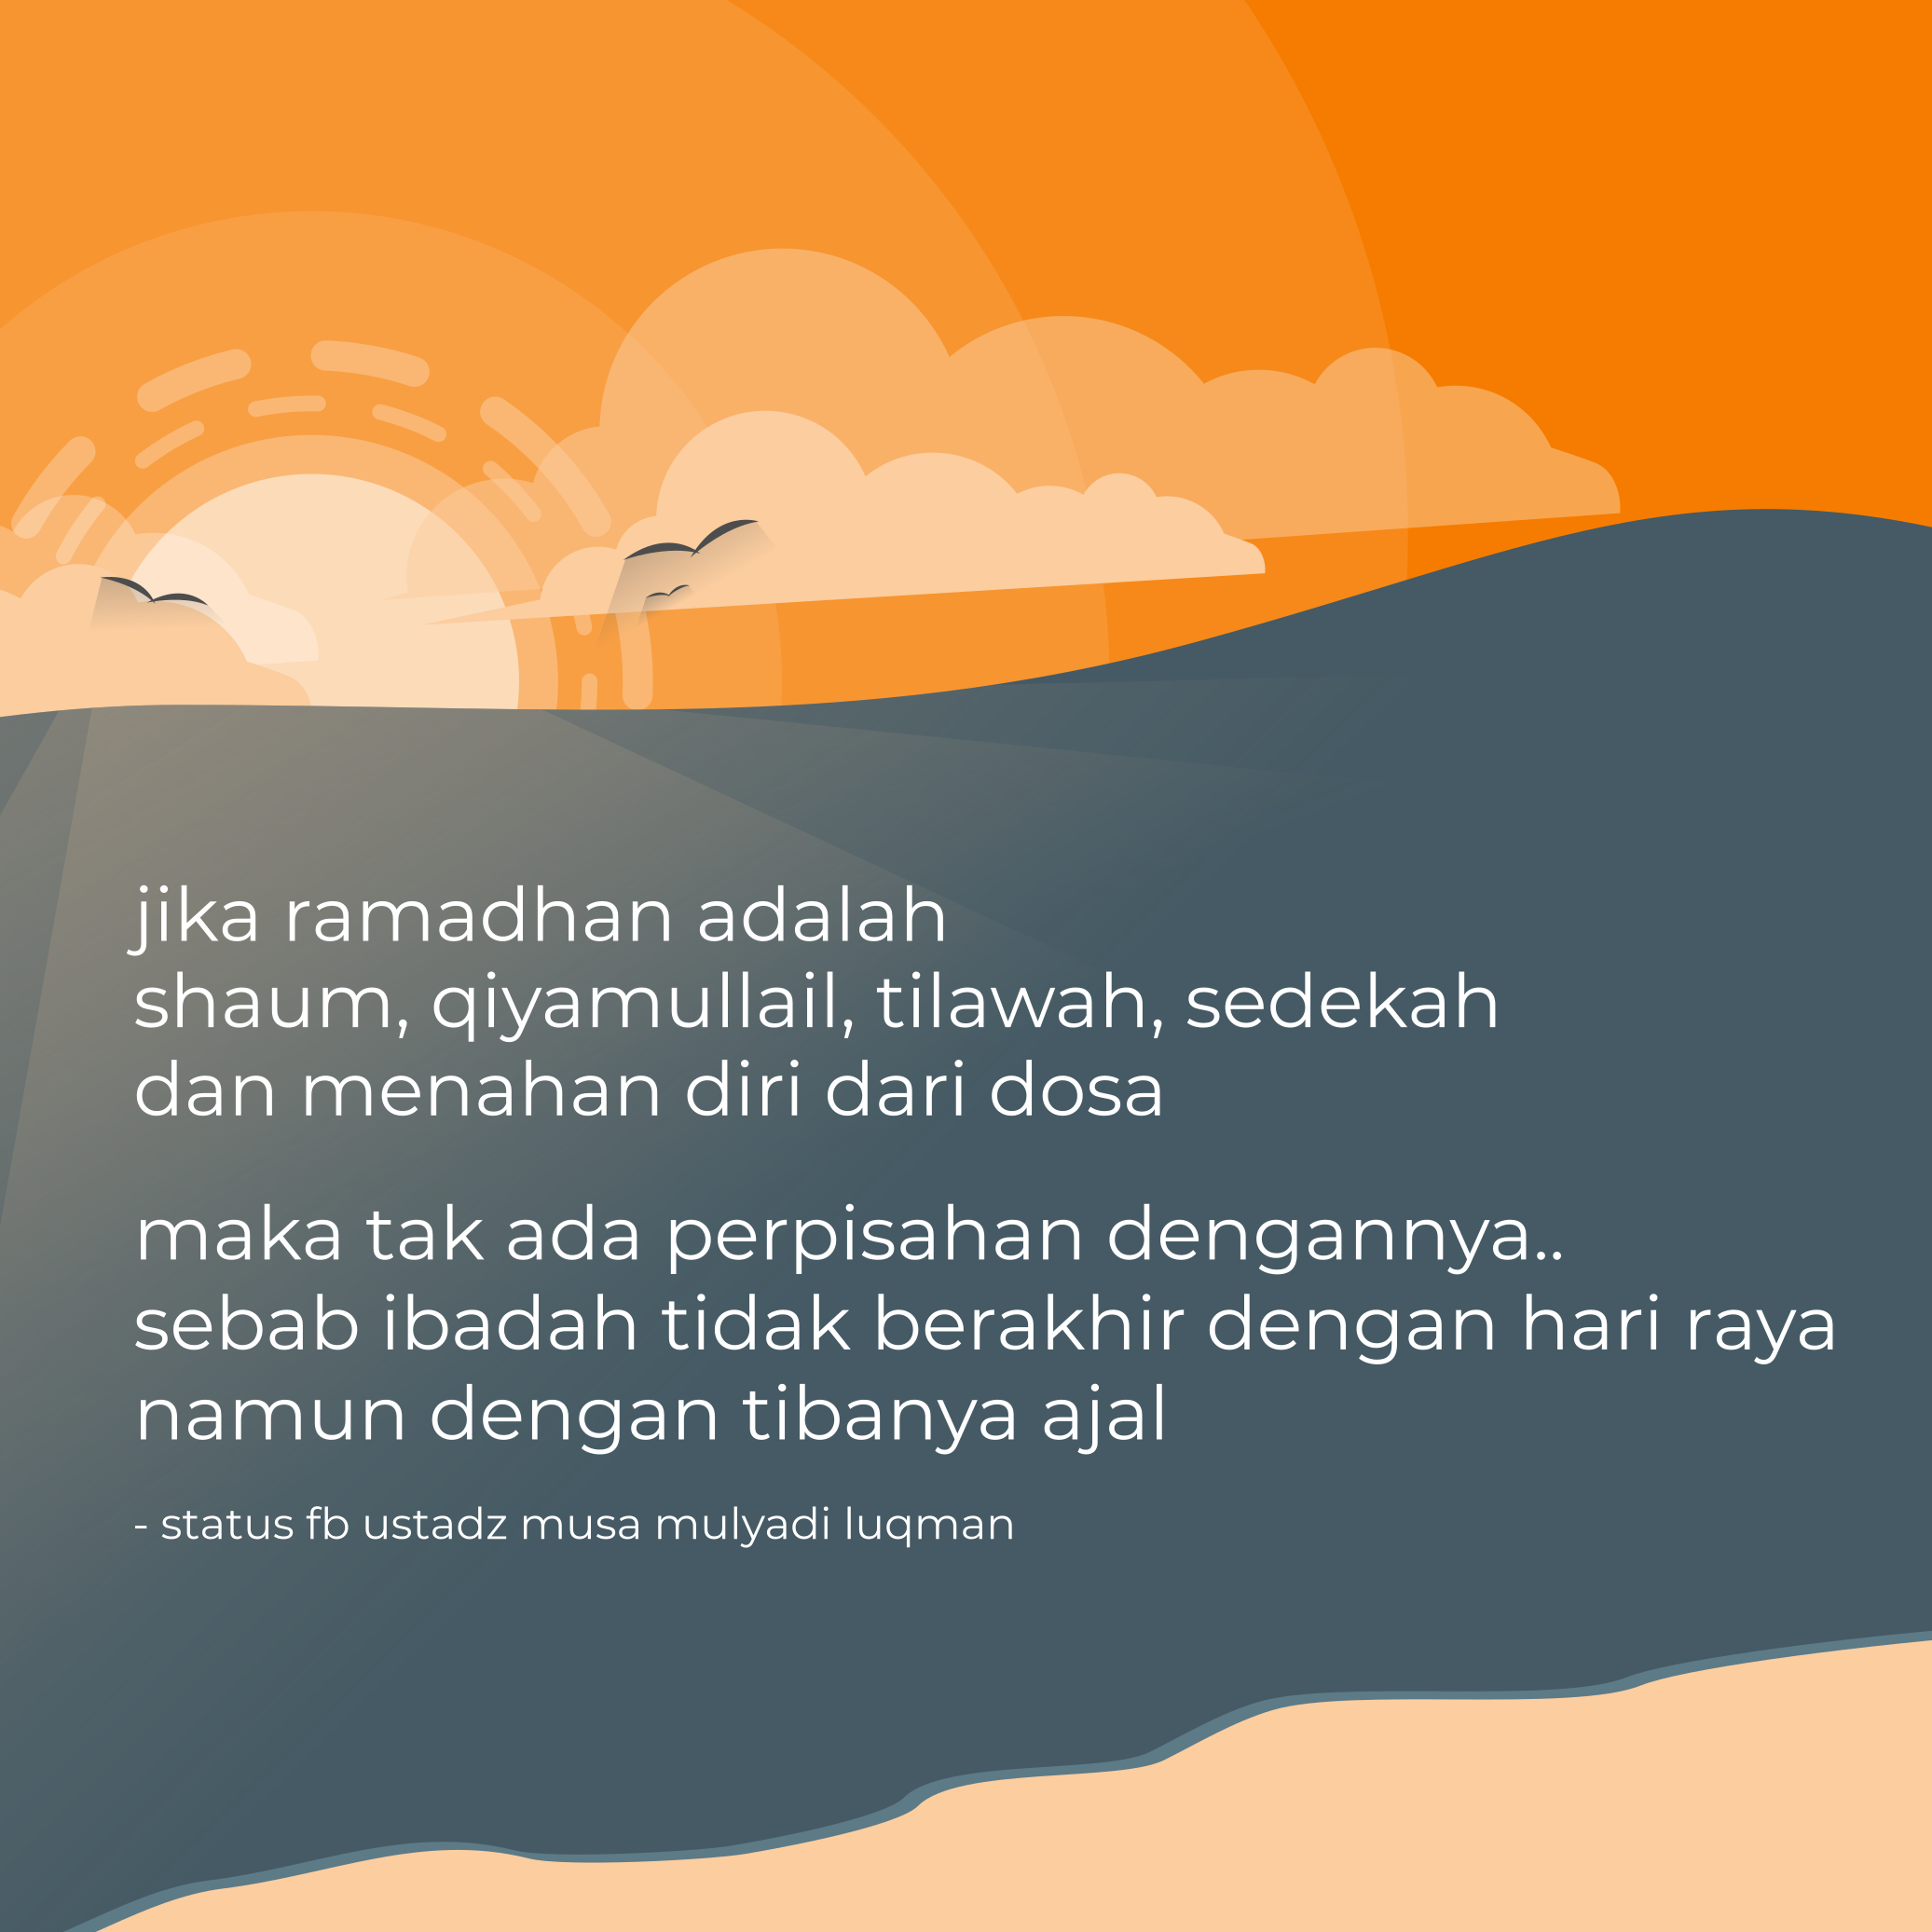 jika ramadhan adalah
shaum, qiyamullail, tilawah, sedekah
dan menahan diri dari dosa
maka tak ada perpisahan dengannya..
sebab ibadah tidak berakhir dengan hari raya
namun dengan tibanya ajal
- status fb ustadz musa mulyadi luqman